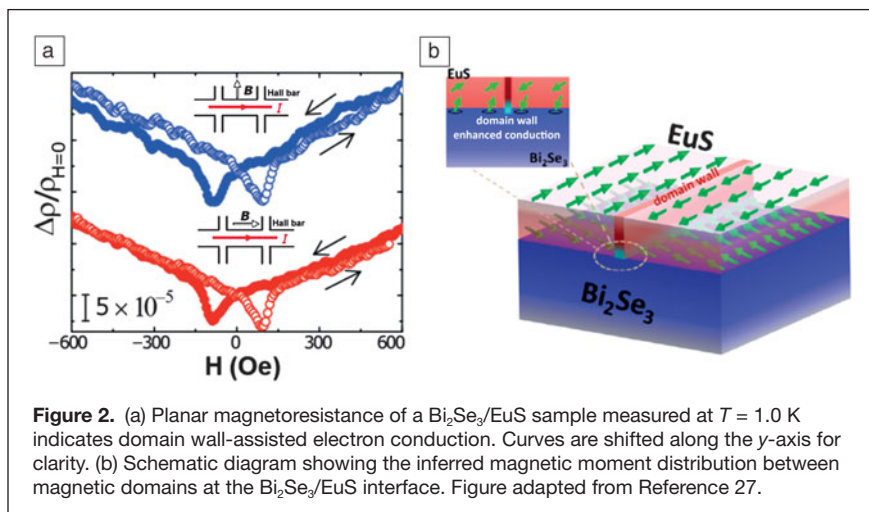 a
Δρ/ρH=0
B
Hall bar
I
B
Hall bar
I
5 × 10⁻⁵
−600
−300
0
300
600
H (Oe)
b
EuS
domain wall
enhanced conduction
Bi₂Se₃
EuS
domain wall
Bi₂Se₃
Figure 2. (a) Planar magnetoresistance of a Bi₂Se₃/EuS sample measured at T = 1.0 K
indicates domain wall-assisted electron conduction. Curves are shifted along the y-axis for
clarity. (b) Schematic diagram showing the inferred magnetic moment distribution between
magnetic domains at the Bi₂Se₃/EuS interface. Figure adapted from Reference 27.